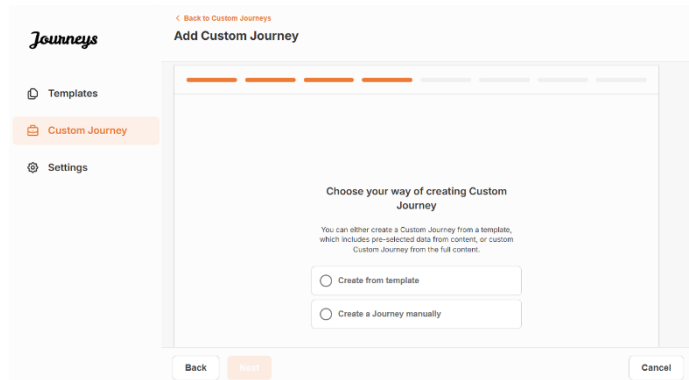 Back to Custom Journeys
Journeys
Add Custom Journey
Templates
Custom Journey
Settings
Choose your way of creating Custom
Journey
You can either create a Custom Journey from a template,
which includes pre-selected data from content, or custom
Custom Journey from the full content.
Create from template
Create a Journey manually
Back
Next
Cancel